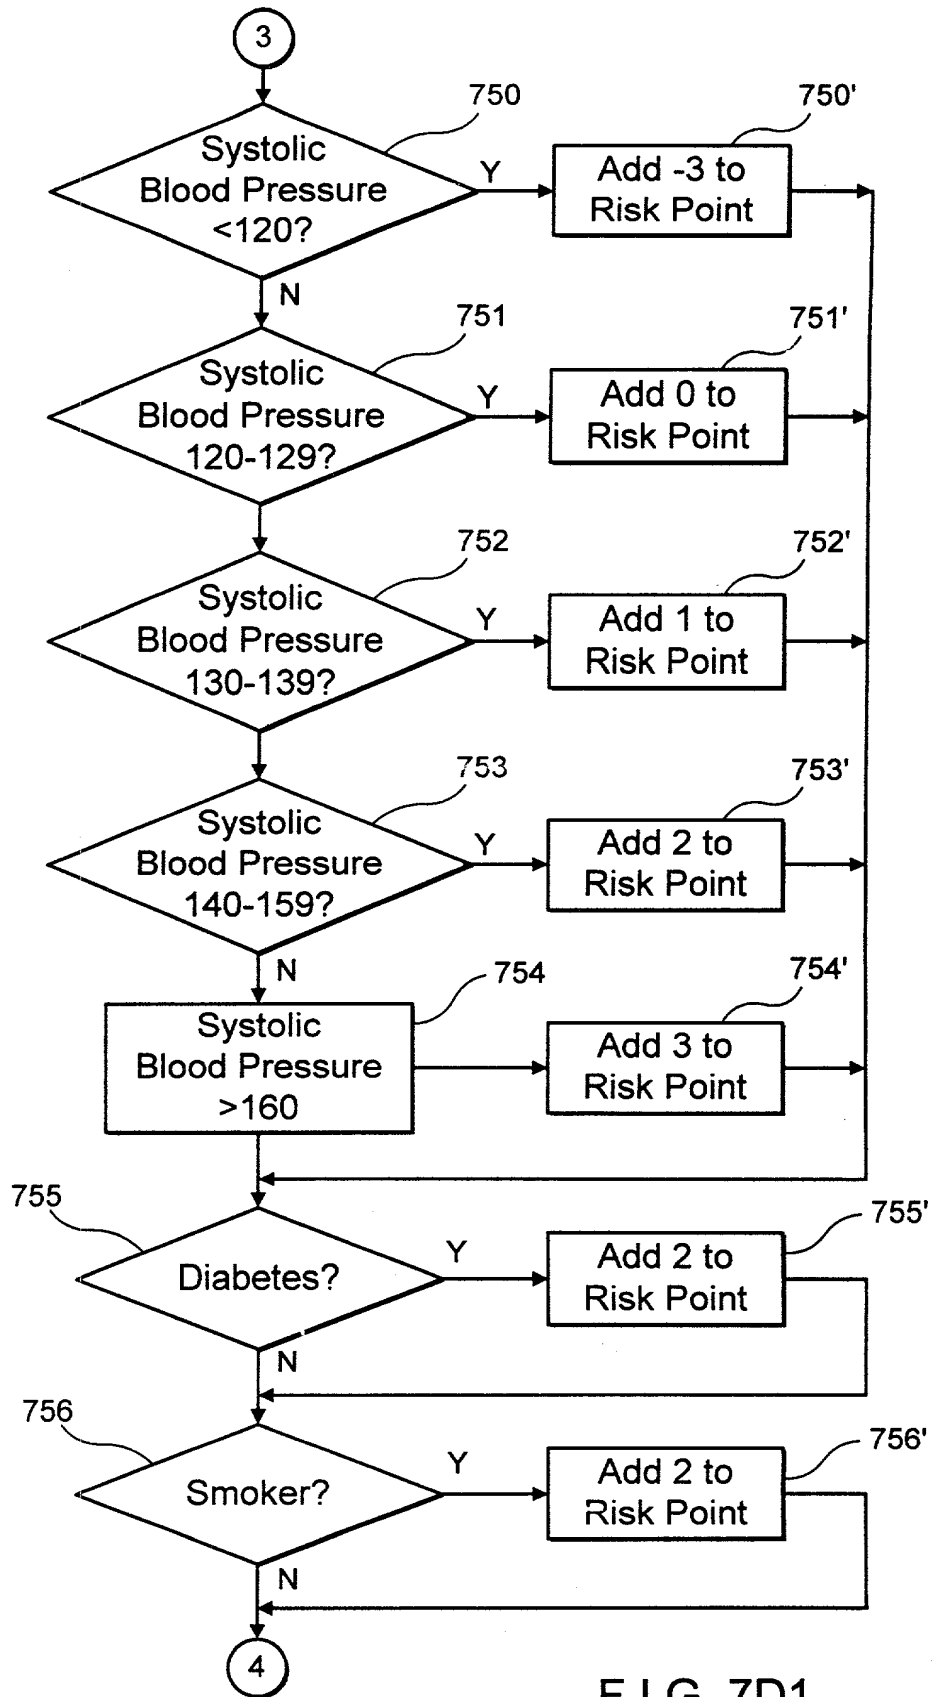 3
750
750'
Systolic
Blood Pressure
<120?
Y
Add -3 to
Risk Point
N
751
751'
Systolic
Blood Pressure
120-129?
Y
Add 0 to
Risk Point
752
752'
Systolic
Blood Pressure
130-139?
Y
Add 1 to
Risk Point
753
753'
Systolic
Blood Pressure
140-159?
Y
Add 2 to
Risk Point
N
754
754'
Systolic
Blood Pressure
>160
Add 3 to
Risk Point
755
755'
Diabetes?
Y
Add 2 to
Risk Point
N
756
756'
Smoker?
Y
Add 2 to
Risk Point
N
4
FIG. 7D1